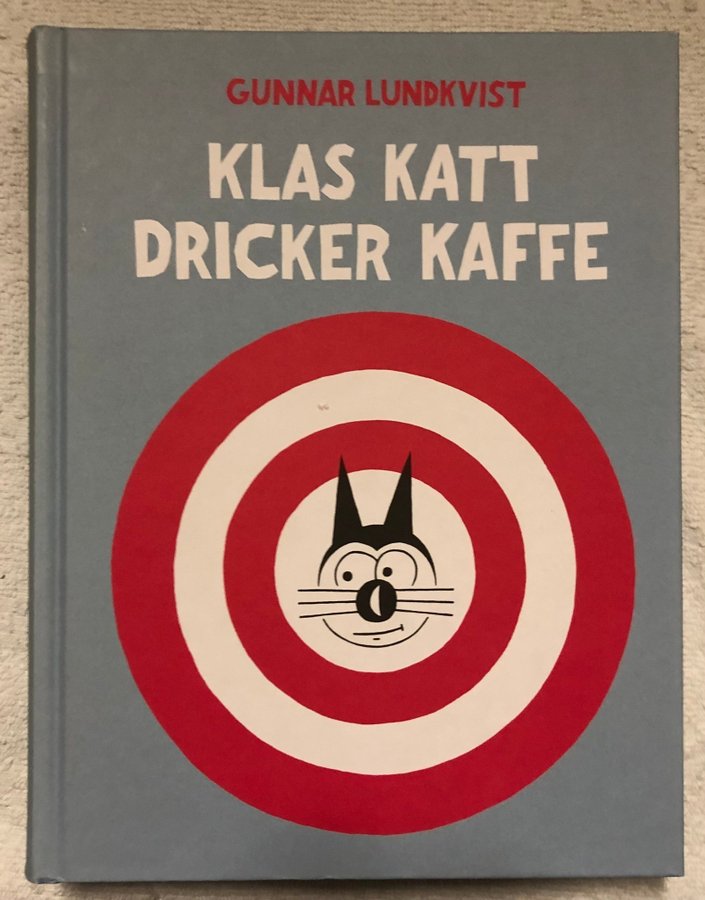 GUNNAR LUNDKVIST
KLAS KATT
DRICKER KAFFE